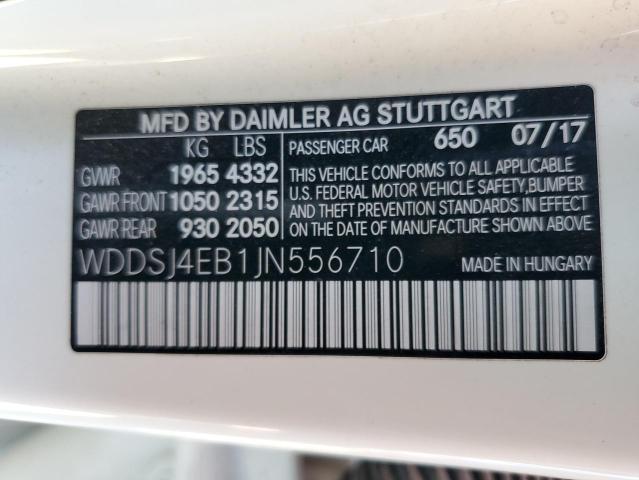 MFD BY DAIMLER AG STUTTGART
KG LBS
GVWR 1965 4332
GAWR FRONT 1050 2315
GAWR REAR 930 2050
PASSENGER CAR 650 07/17
THIS VEHICLE CONFORMS TO ALL APPLICABLE
U.S. FEDERAL MOTOR VEHICLE SAFETY, BUMPER
AND THEFT PREVENTION STANDARDS IN EFFECT
ON THE DATE OF MANUFACTURE SHOWN ABOVE.
WDDSJ4EB1JN556710
MADE IN HUNGARY